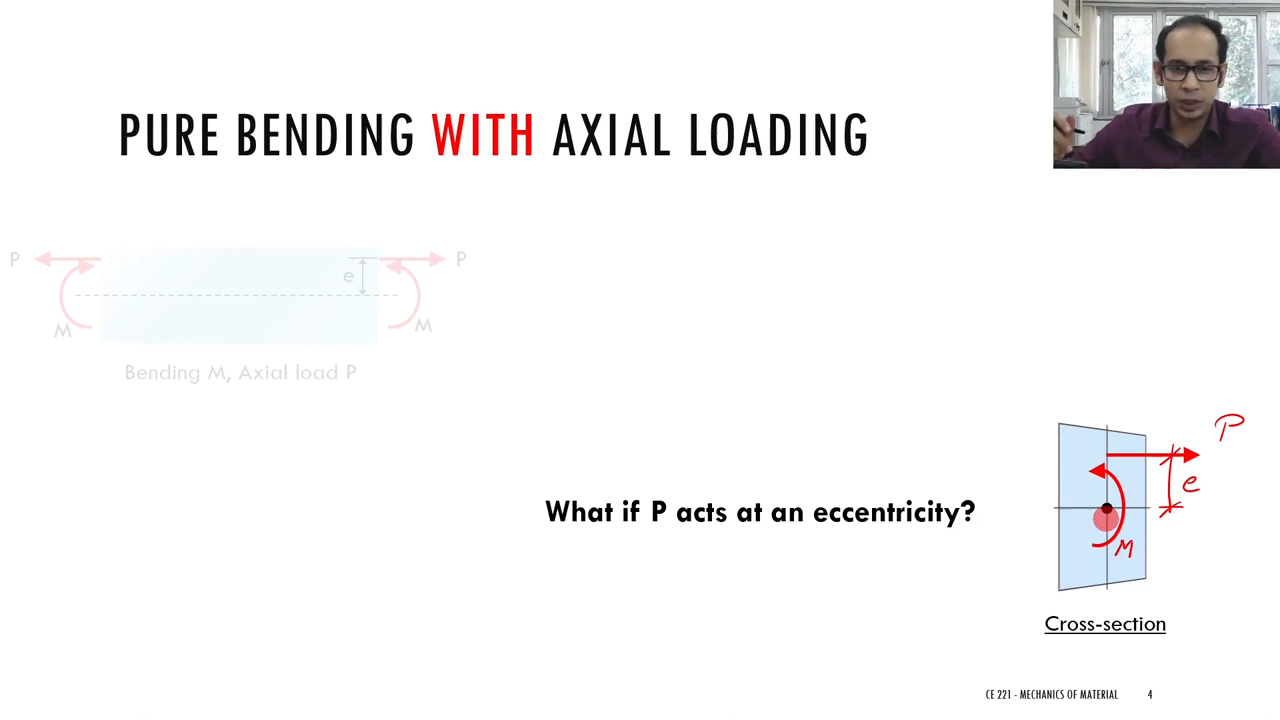 PURE BENDING WITH AXIAL LOADING
P
P
e
M
M
Bending M, Axial load P
P
e
What if P acts at an eccentricity?
M
Cross-section
CE 221 - MECHANICS OF MATERIAL 4